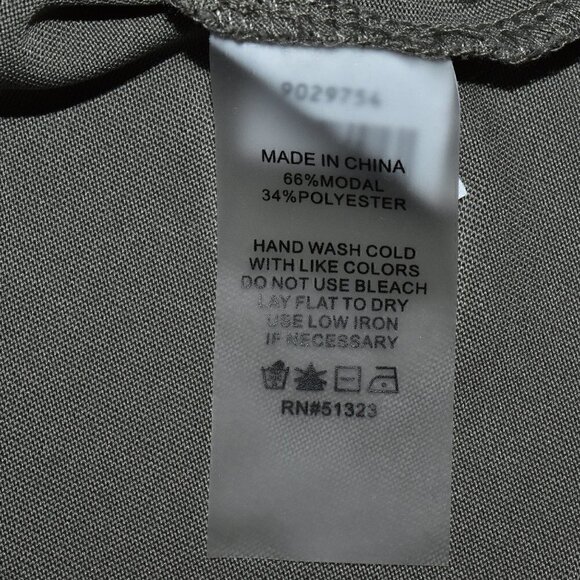 9029754
MADE IN CHINA
66%MODAL
34%POLYESTER
HAND WASH COLD
WITH LIKE COLORS
DO NOT USE BLEACH
LAY FLAT TO DRY
USE LOW IRON
IF NECESSARY
RN#51323